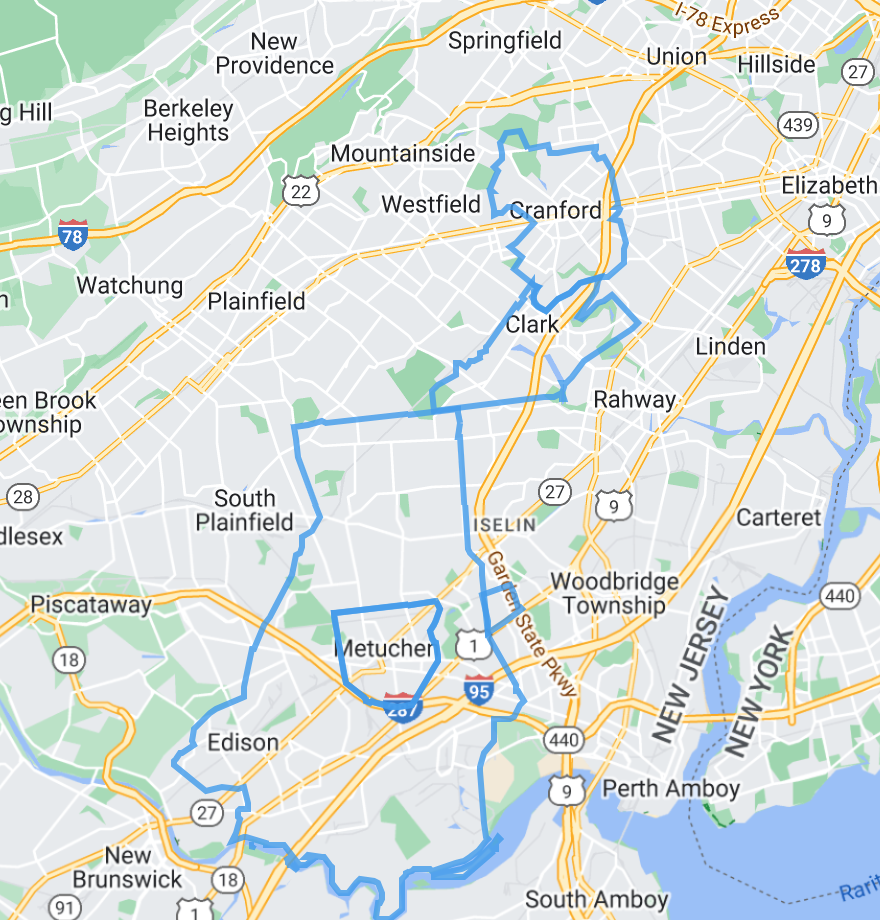 I-78 Express
New
Providence
Springfield
Union
Hillside
27
g Hill
Berkeley
Heights
439
Mountainside
22
Westfield
Cranford
Elizabeth
9
78
278
Watchung
Plainfield
n
Clark
Linden
een Brook
ownship
Rahway
28
South
Plainfield
27
9
ISELIN
Carteret
dlesex
Garden State Pkwy
Woodbridge
Township
Piscataway
440
NEW JERSEY
NEW YORK
18
Metuchen
1
95
287
Edison
440
9
Perth Amboy
27
New
Brunswick
18
91
1
South Amboy
Rarit